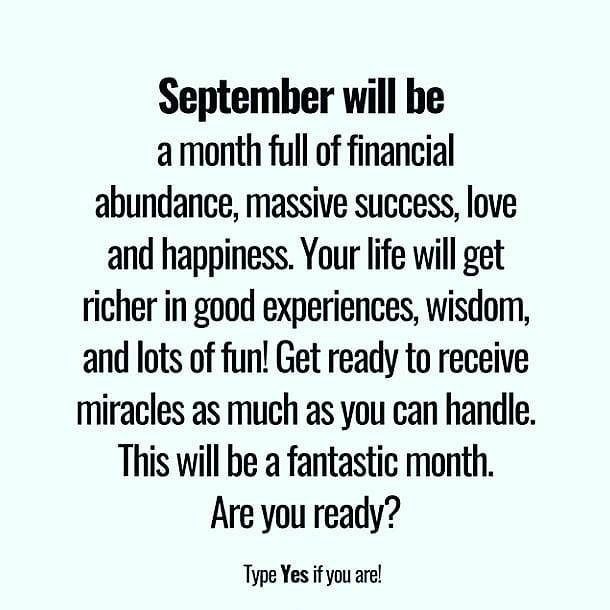 September will be
a month full of financial
abundance, massive success, love
and happiness. Your life will get
richer in good experiences, wisdom,
and lots of fun! Get ready to receive
miracles as much as you can handle.
This will be a fantastic month.
Are you ready?
Type Yes if you are!